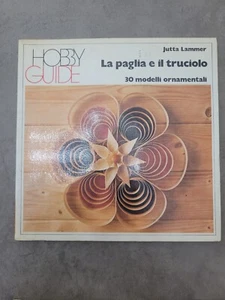 HOBBY
GUIDE
Jutta Lammer
La paglia e il truciolo
30 modelli ornamentali